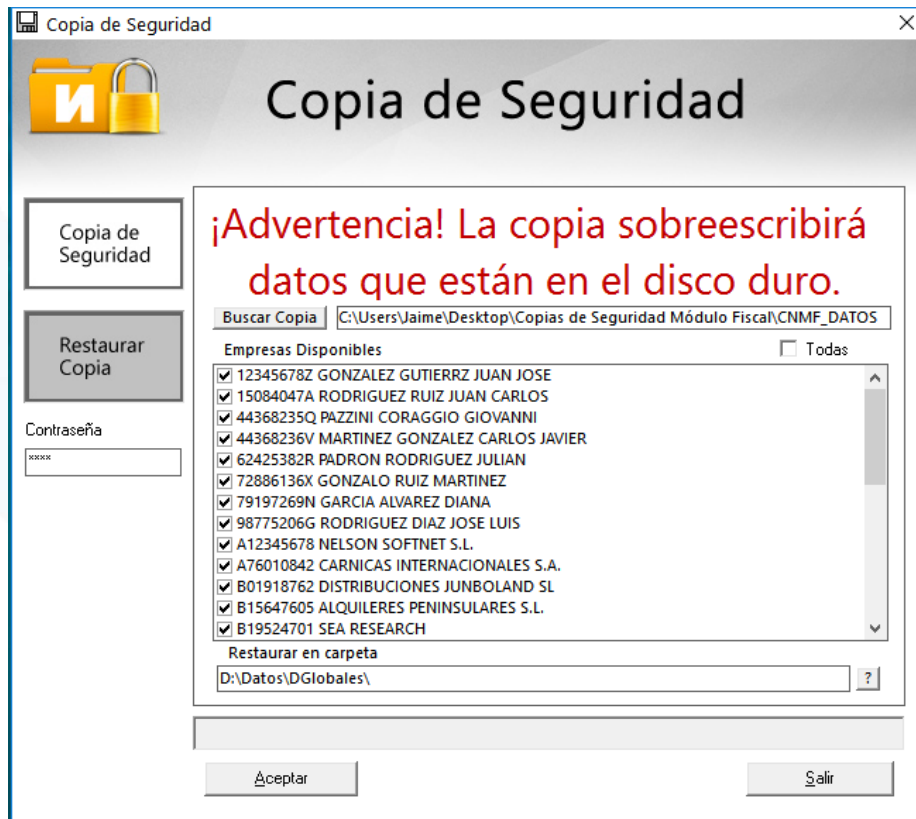 Copia de Seguridad
И
Copia de Seguridad
Copia de
Seguridad
Restaurar
Copia
Contraseña
xxxx
¡Advertencia! La copia sobreescribirá
datos que están en el disco duro.
Buscar Copia C:\Users\Jaime\Desktop\Copias de Seguridad Módulo Fiscal\CNMF_DATOS
Empresas Disponibles Todas
12345678Z GONZALEZ GUTIERRZ JUAN JOSE
15084047A RODRIGUEZ RUIZ JUAN CARLOS
44368235Q PAZZINI CORAGGIO GIOVANNI
44368236V MARTINEZ GONZALEZ CARLOS JAVIER
62425382R PADRON RODRIGUEZ JULIAN
72886136X GONZALO RUIZ MARTINEZ
79197269N GARCIA ALVAREZ DIANA
98775206G RODRIGUEZ DIAZ JOSE LUIS
A12345678 NELSON SOFTNET S.L.
A76010842 CARNICAS INTERNACIONALES S.A.
B01918762 DISTRIBUCIONES JUNBOLAND SL
B15647605 ALQUILERES PENINSULARES S.L.
B19524701 SEA RESEARCH
Restaurar en carpeta
D:\Datos\DGlobales\ ?
Aceptar Salir